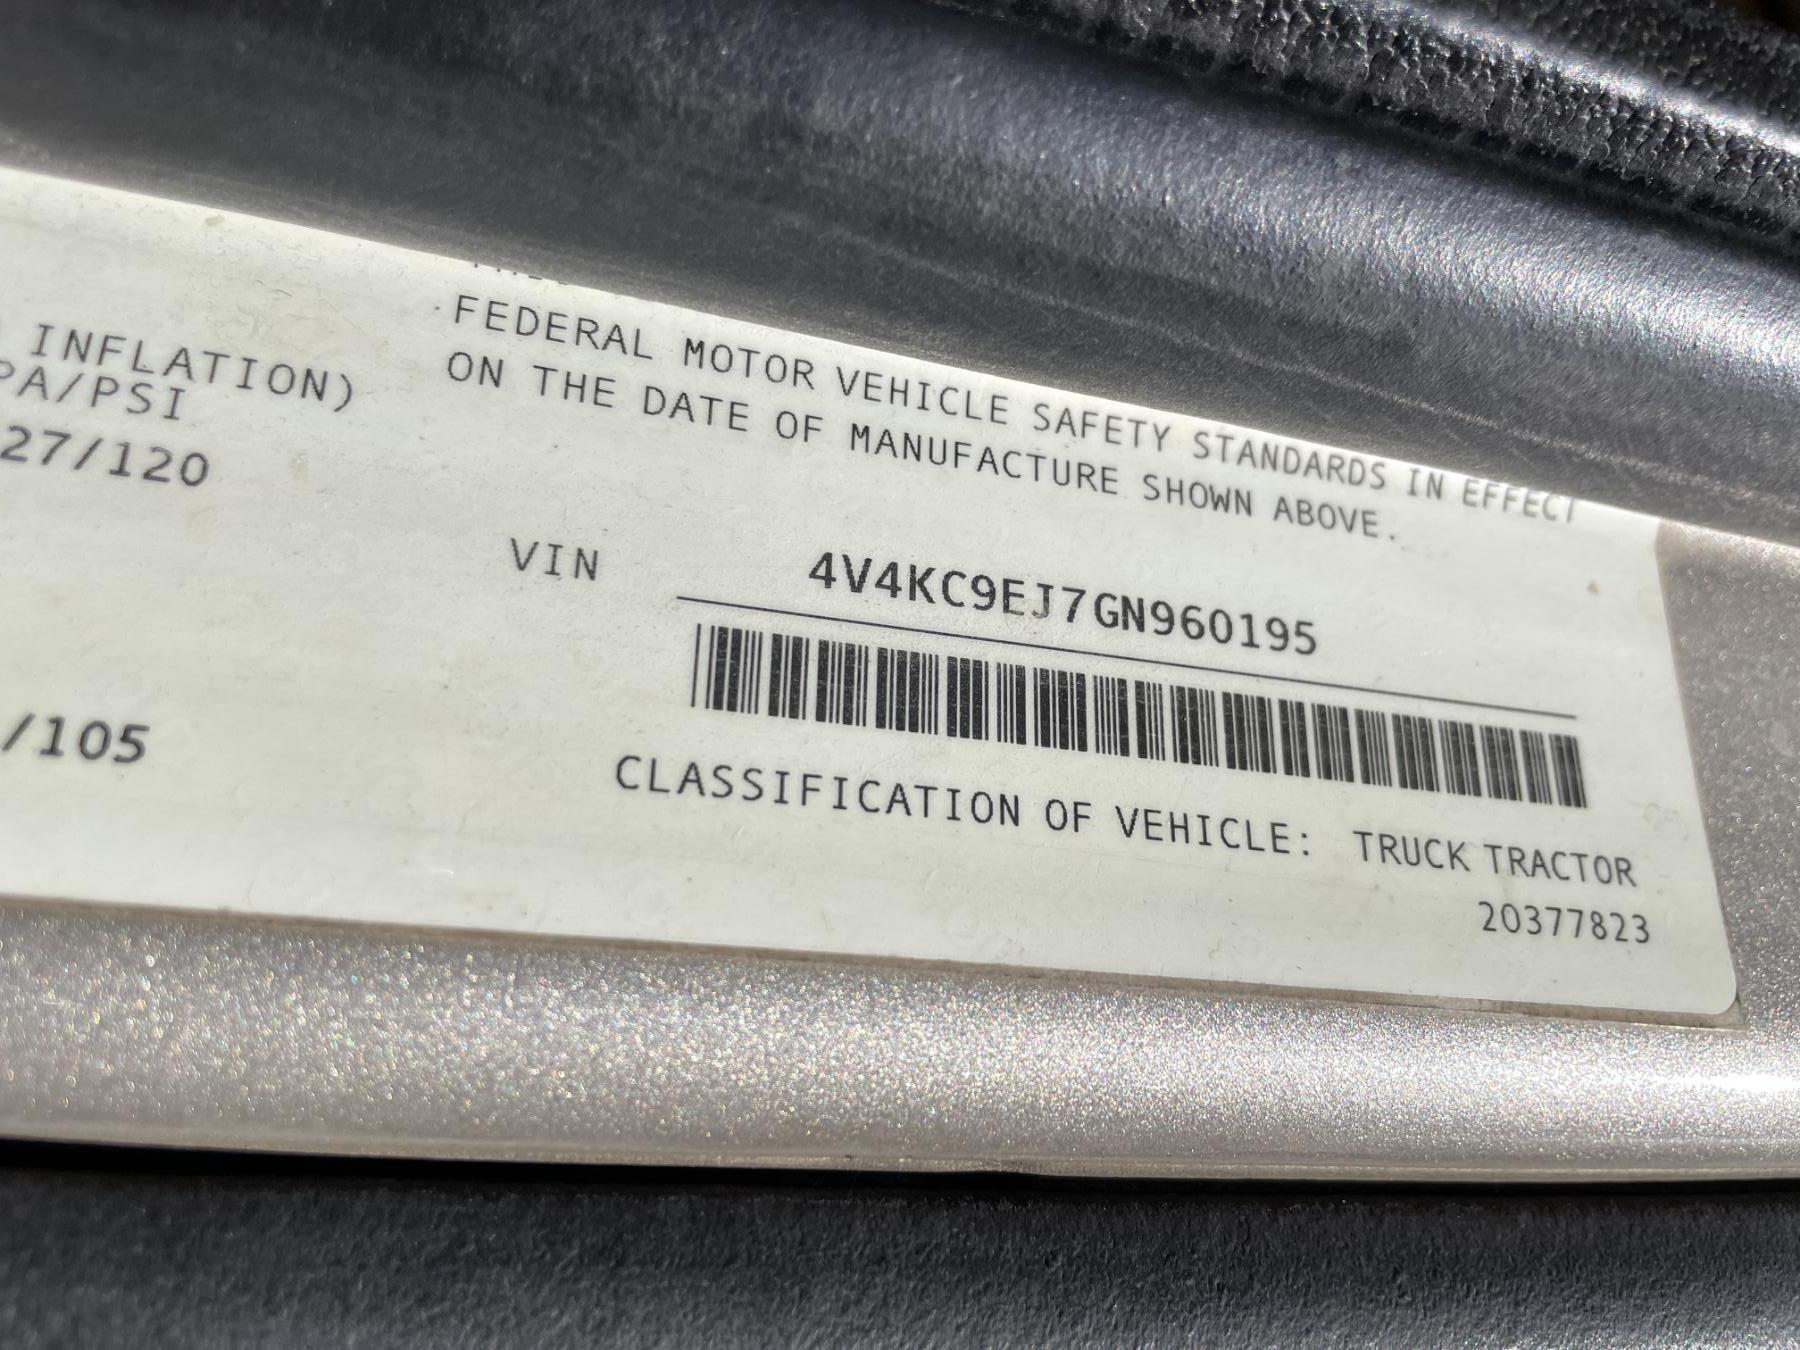 INFLATION)
PA/PSI
27/120
/105
FEDERAL MOTOR VEHICLE SAFETY STANDARDS IN EFFECT
ON THE DATE OF MANUFACTURE SHOWN ABOVE.
VIN 4V4KC9EJ7GN960195
CLASSIFICATION OF VEHICLE: TRUCK TRACTOR
20377823